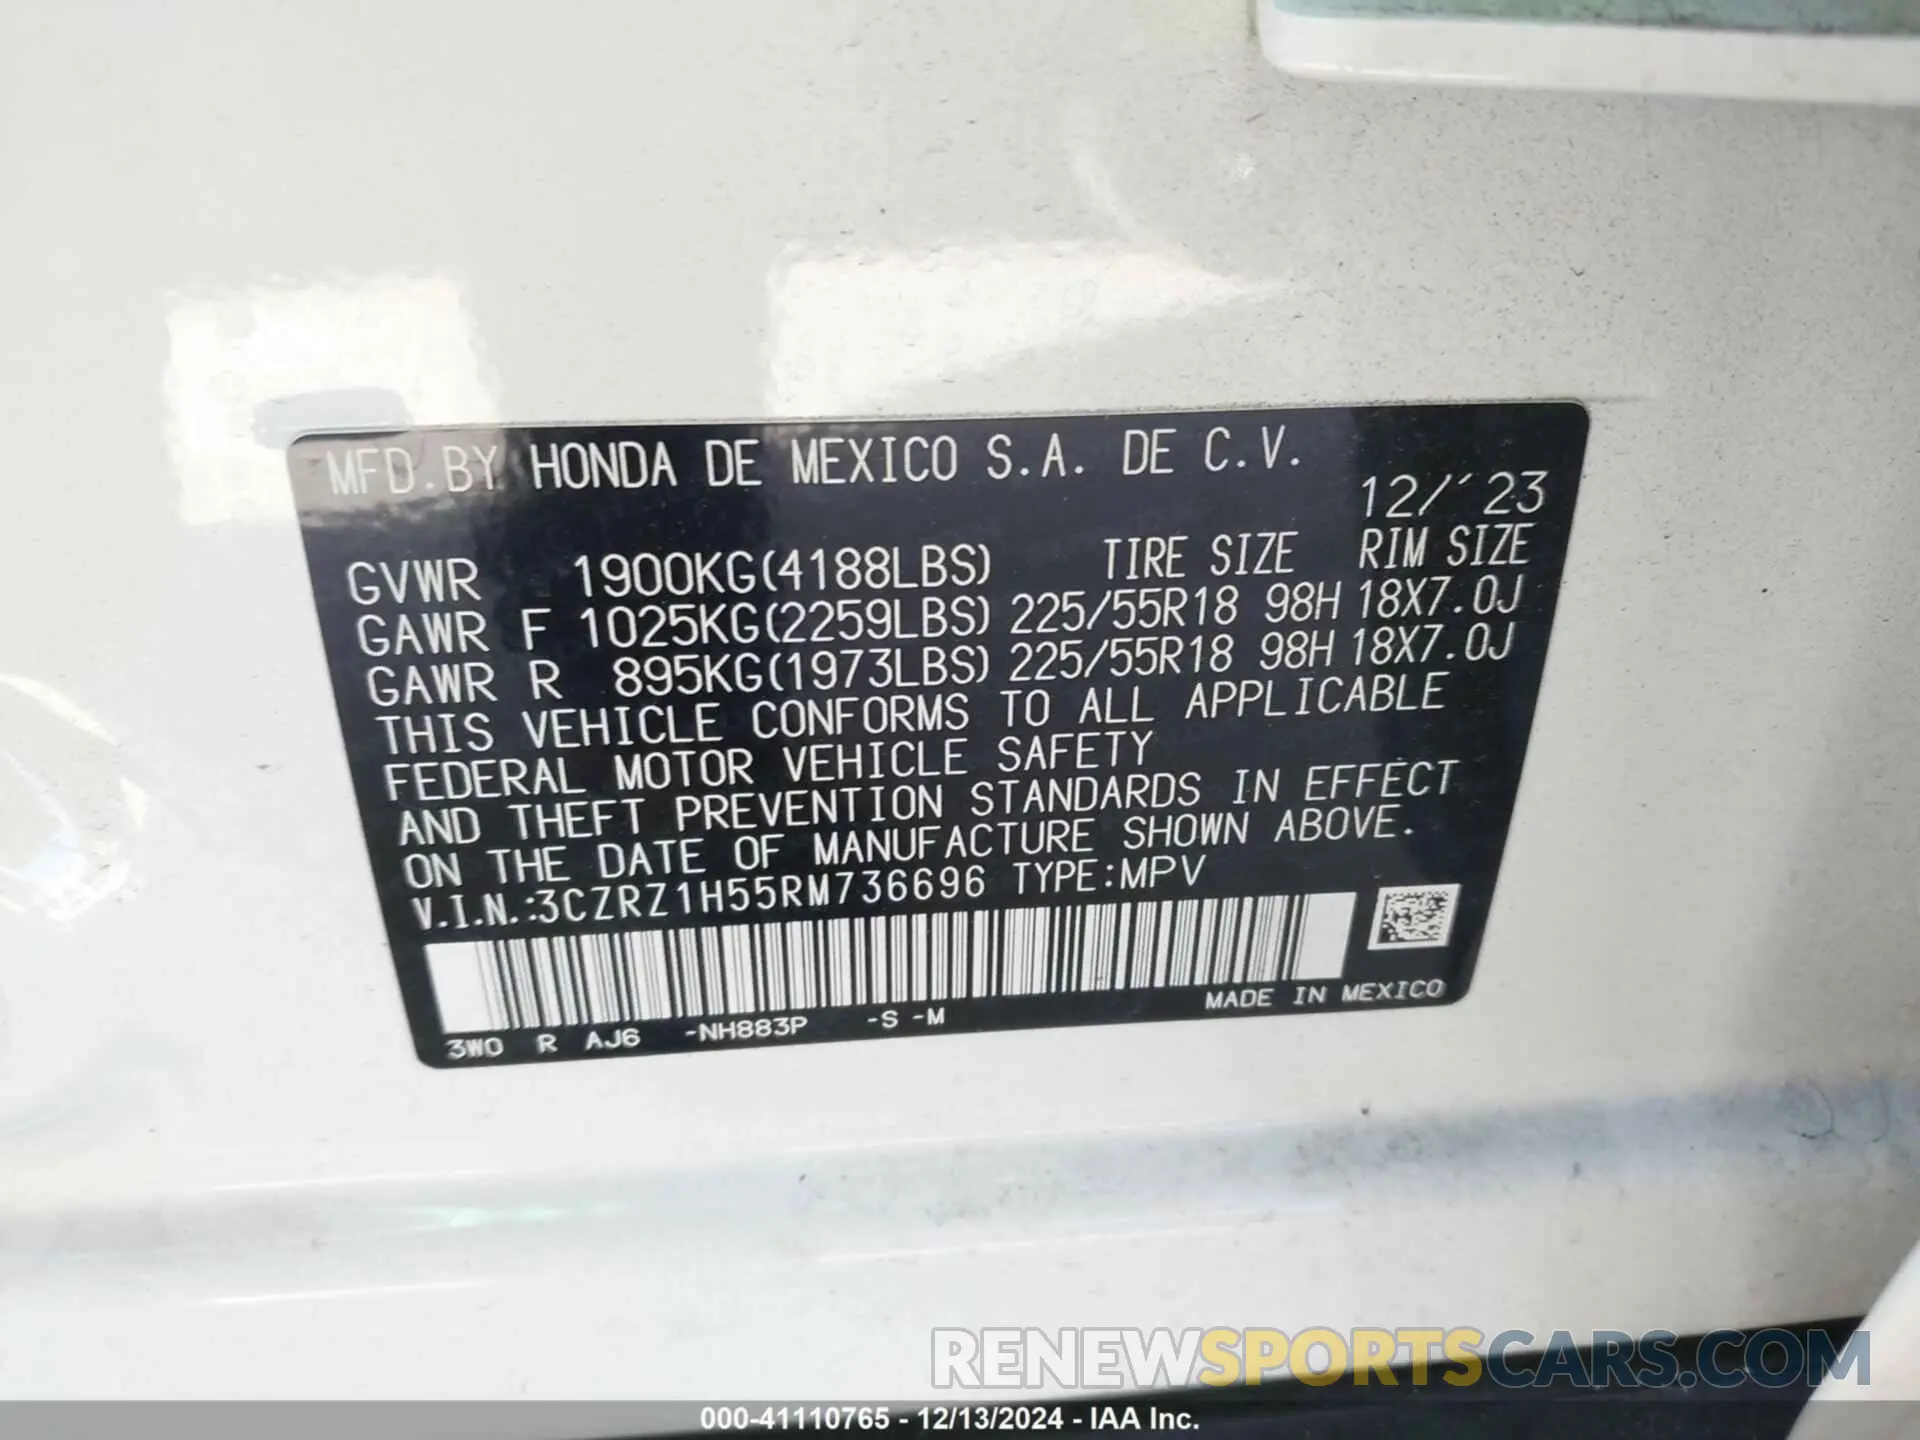 MFD. BY HONDA DE MEXICO S.A. DE C.V.
12/´23
GVWR 1900KG(4188LBS) TIRE SIZE RIM SIZE
GAWR F 1025KG(2259LBS) 225/55R18 98H 18X7.0J
GAWR R 895KG(1973LBS) 225/55R18 98H 18X7.0J
THIS VEHICLE CONFORMS TO ALL APPLICABLE
FEDERAL MOTOR VEHICLE SAFETY
AND THEFT PREVENTION STANDARDS IN EFFECT
ON THE DATE OF MANUFACTURE SHOWN ABOVE.
V.I.N.:3CZRZ1H55RM736696 TYPE:MPV
MADE IN MEXICO
3W0 R AJ6 -NH883P -S -M
RENEWSPORTSCARS.COM
000-41110765 - 12/13/2024 - IAA Inc.